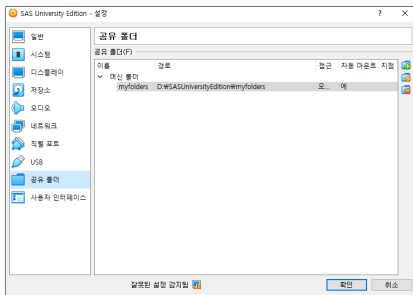 SAS University Edition - 설정
? ×
일반
시스템
디스플레이
저장소
오디오
네트워크
직렬 포트
USB
공유 폴더
사용자 인터페이스
공유 폴더
공유 폴더(F)
이름 경로 접근 자동 마운트 지점
머신 폴더
myfolders D:₩SASUniversityEdition₩myfolders 모... 예
잘못된 설정 감지됨
확인 취소